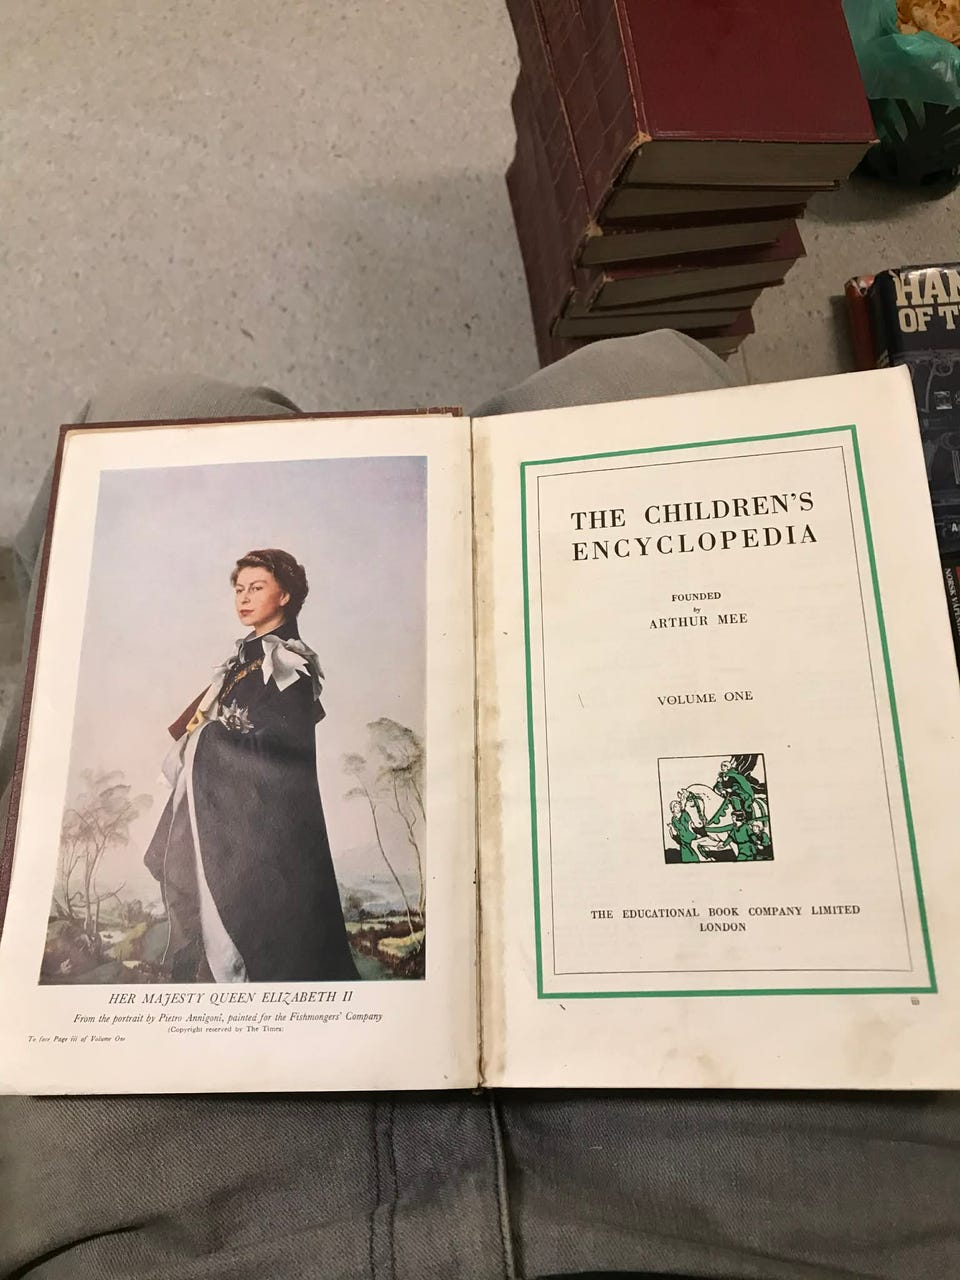 HER MAJESTY QUEEN ELIZABETH II
From the portrait by Pietro Annigoni, painted for the Fishmongers' Company
(Copyright reserved by The Times:
To face Page iii of Volume One
THE CHILDREN'S
ENCYCLOPEDIA
FOUNDED
by
ARTHUR MEE
VOLUME ONE
THE EDUCATIONAL BOOK COMPANY LIMITED
LONDON
iii
HAN
OF T
NORSK